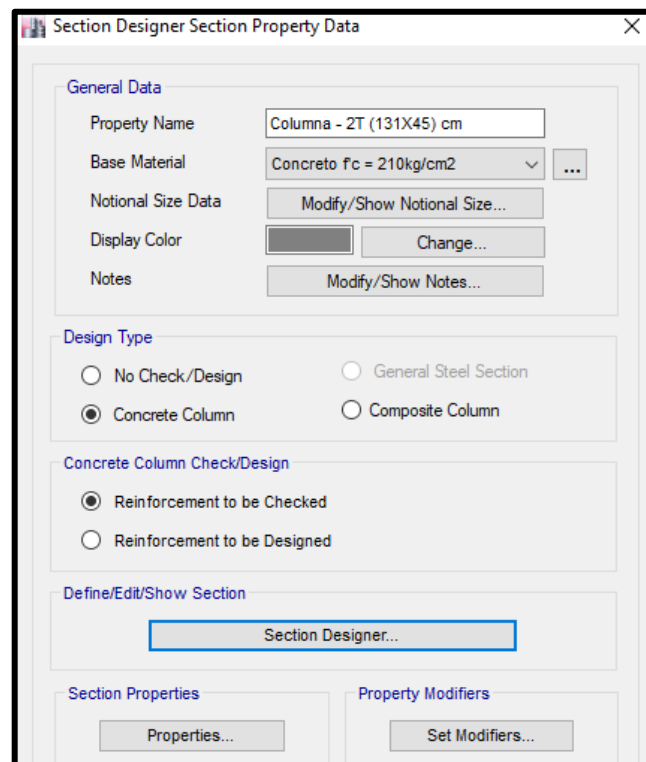 Section Designer Section Property Data
General Data
Property Name Columna - 2T (131X45) cm
Base Material Concreto f'c = 210kg/cm2 ...
Notional Size Data Modify/Show Notional Size...
Display Color Change...
Notes Modify/Show Notes...
Design Type
No Check/Design General Steel Section
Concrete Column Composite Column
Concrete Column Check/Design
Reinforcement to be Checked
Reinforcement to be Designed
Define/Edit/Show Section
Section Designer...
Section Properties Property Modifiers
Properties... Set Modifiers...